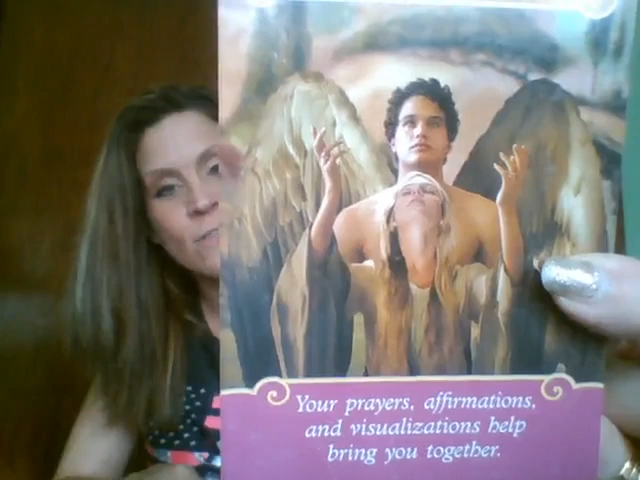 Your prayers, affirmations,
and visualizations help
bring you together.